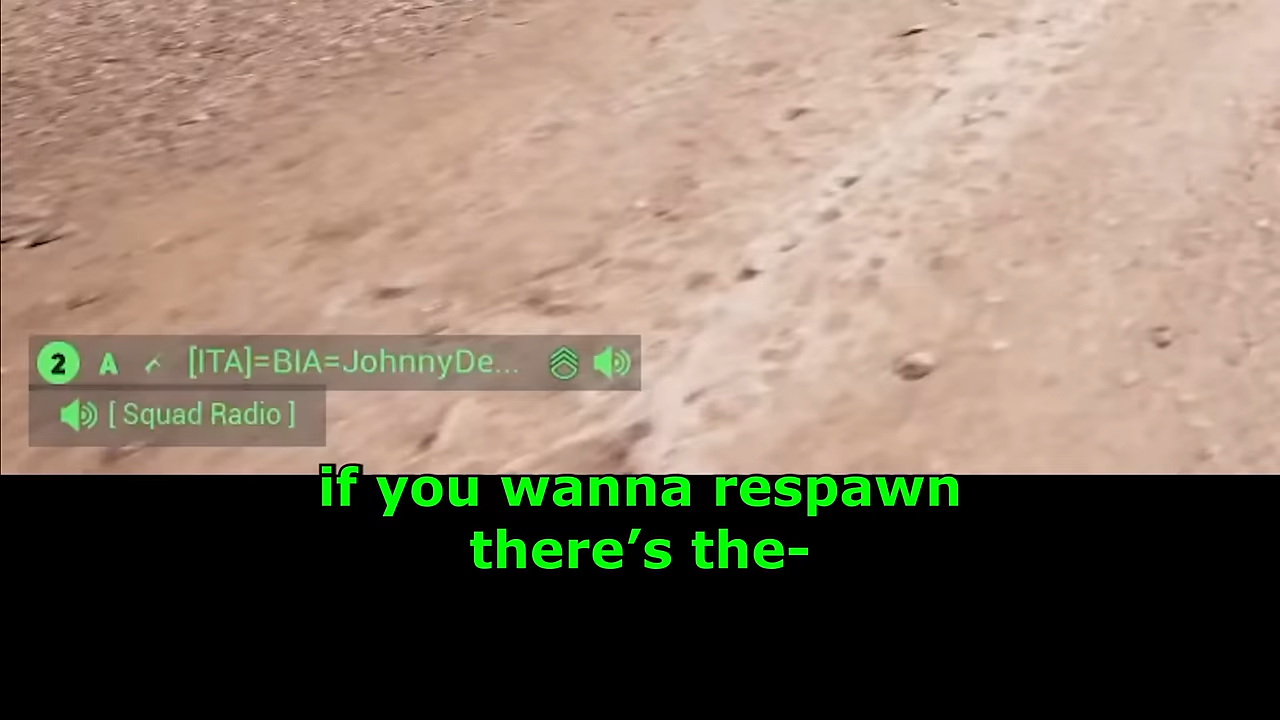 2 A [ITA]=BIA=JohnnyDe...
[ Squad Radio ]
if you wanna respawn
there’s the-